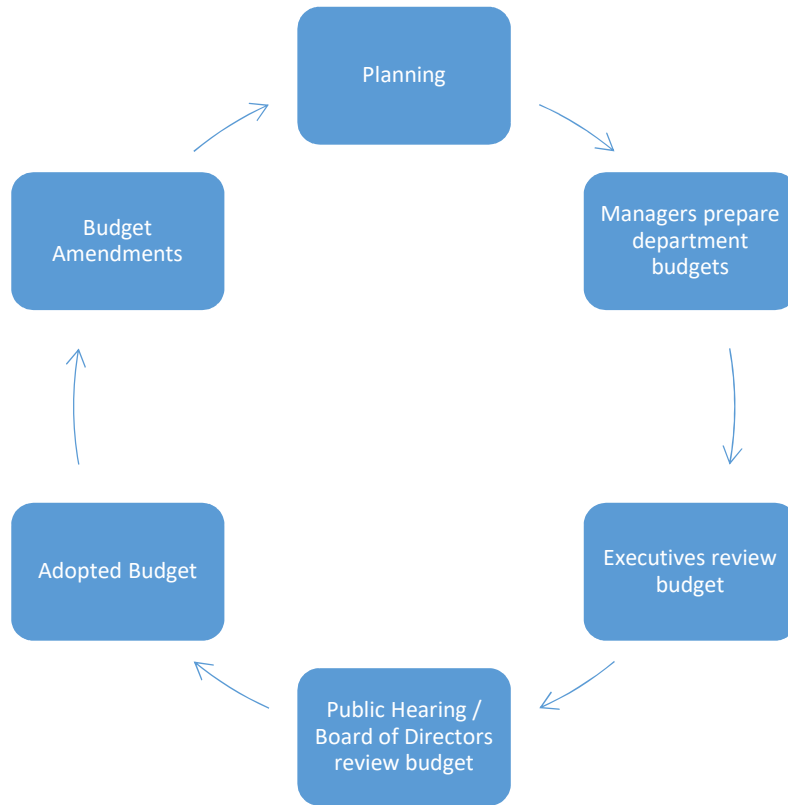 Planning
Managers prepare
department
budgets
Executives review
budget
Public Hearing /
Board of Directors
review budget
Adopted Budget
Budget
Amendments